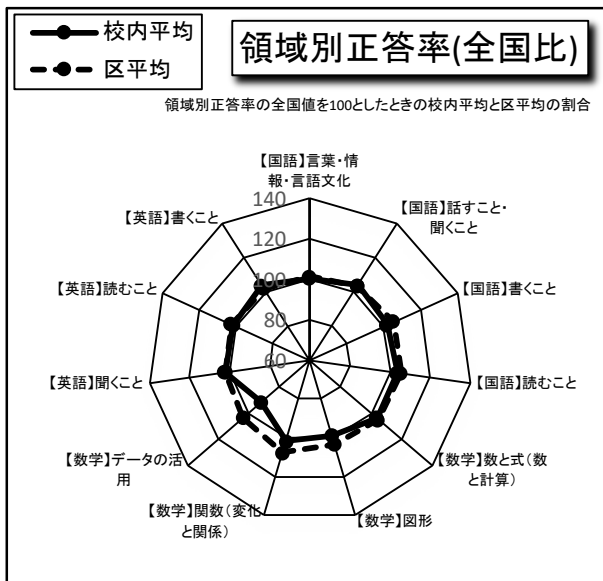 校内平均
区平均
領域別正答率(全国比)
領域別正答率の全国値を100としたときの校内平均と区平均の割合
【国語】言葉・情
報・言語文化
【国語】話すこと・
聞くこと
【国語】書くこと
【国語】読むこと
【数学】数と式(数
と計算)
【数学】図形
【数学】関数(変化
と関係)
【数学】データの活
用
【英語】聞くこと
【英語】読むこと
【英語】書くこと
140
120
100
80
60